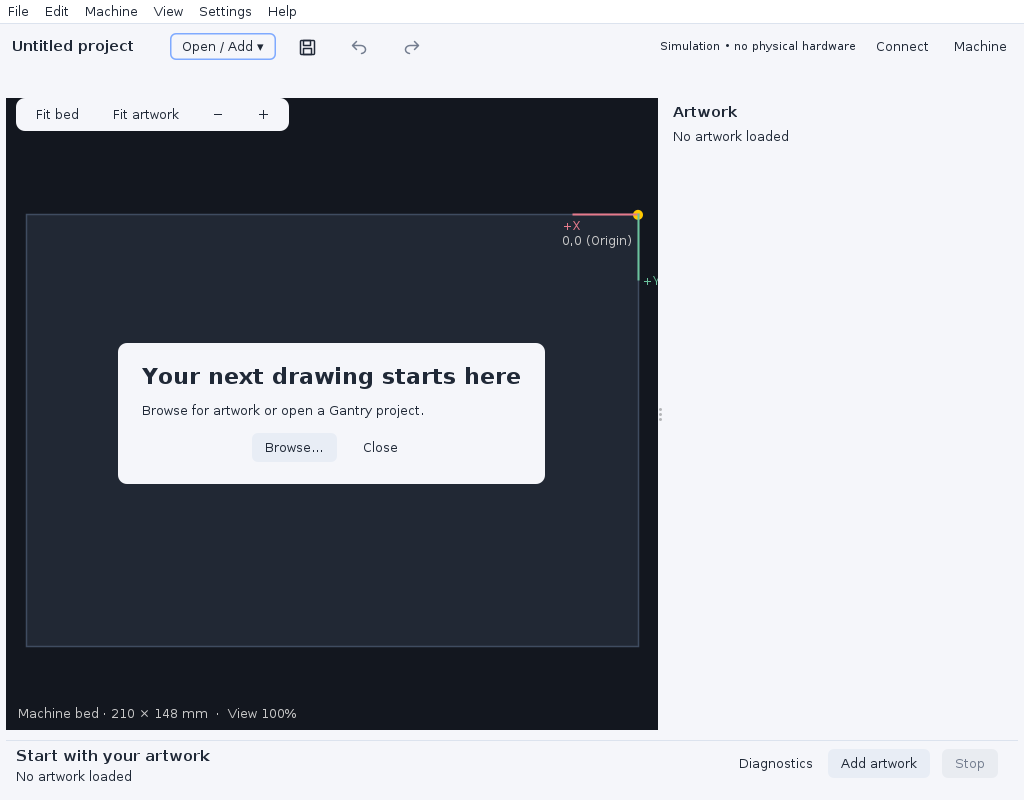 File Edit Machine View Settings Help
Untitled project Open / Add ▾ Simulation • no physical hardware Connect Machine
Fit bed Fit artwork − +
Artwork
No artwork loaded
+X
0,0 (Origin)
+Y
Your next drawing starts here
Browse for artwork or open a Gantry project.
Browse... Close
Machine bed · 210 × 148 mm · View 100%
Start with your artwork
No artwork loaded
Diagnostics Add artwork Stop